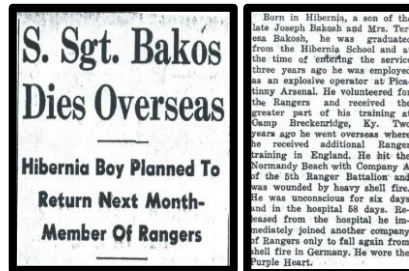 S. Sgt. Bakos
Dies Overseas
Hibernia Boy Planned To
Return Next Month-
Member Of Rangers
Born in Hibernia, a son of the
late Joseph Bakosh and Mrs. Ter-
esa Bakosh, he was graduated
from the Hibernia School and at
the time of entering the service
three years ago he was employed
as an explosive operator at Pica-
tinny Arsenal. He volunteered for
the Rangers and received the
greater part of his training at
Camp Breckenridge, Ky. Two
years ago he went overseas where
he received additional Ranger
training in England. He hit the
Normandy Beach with Company A
of the 5th Ranger Battalion and
was wounded by heavy shell fire.
He was unconscious for six days
and in the hospital 58 days. Re-
leased from the hospital he im-
mediately joined another company
of Rangers only to fall again from
shell fire in Germany. He wore the
Purple Heart.